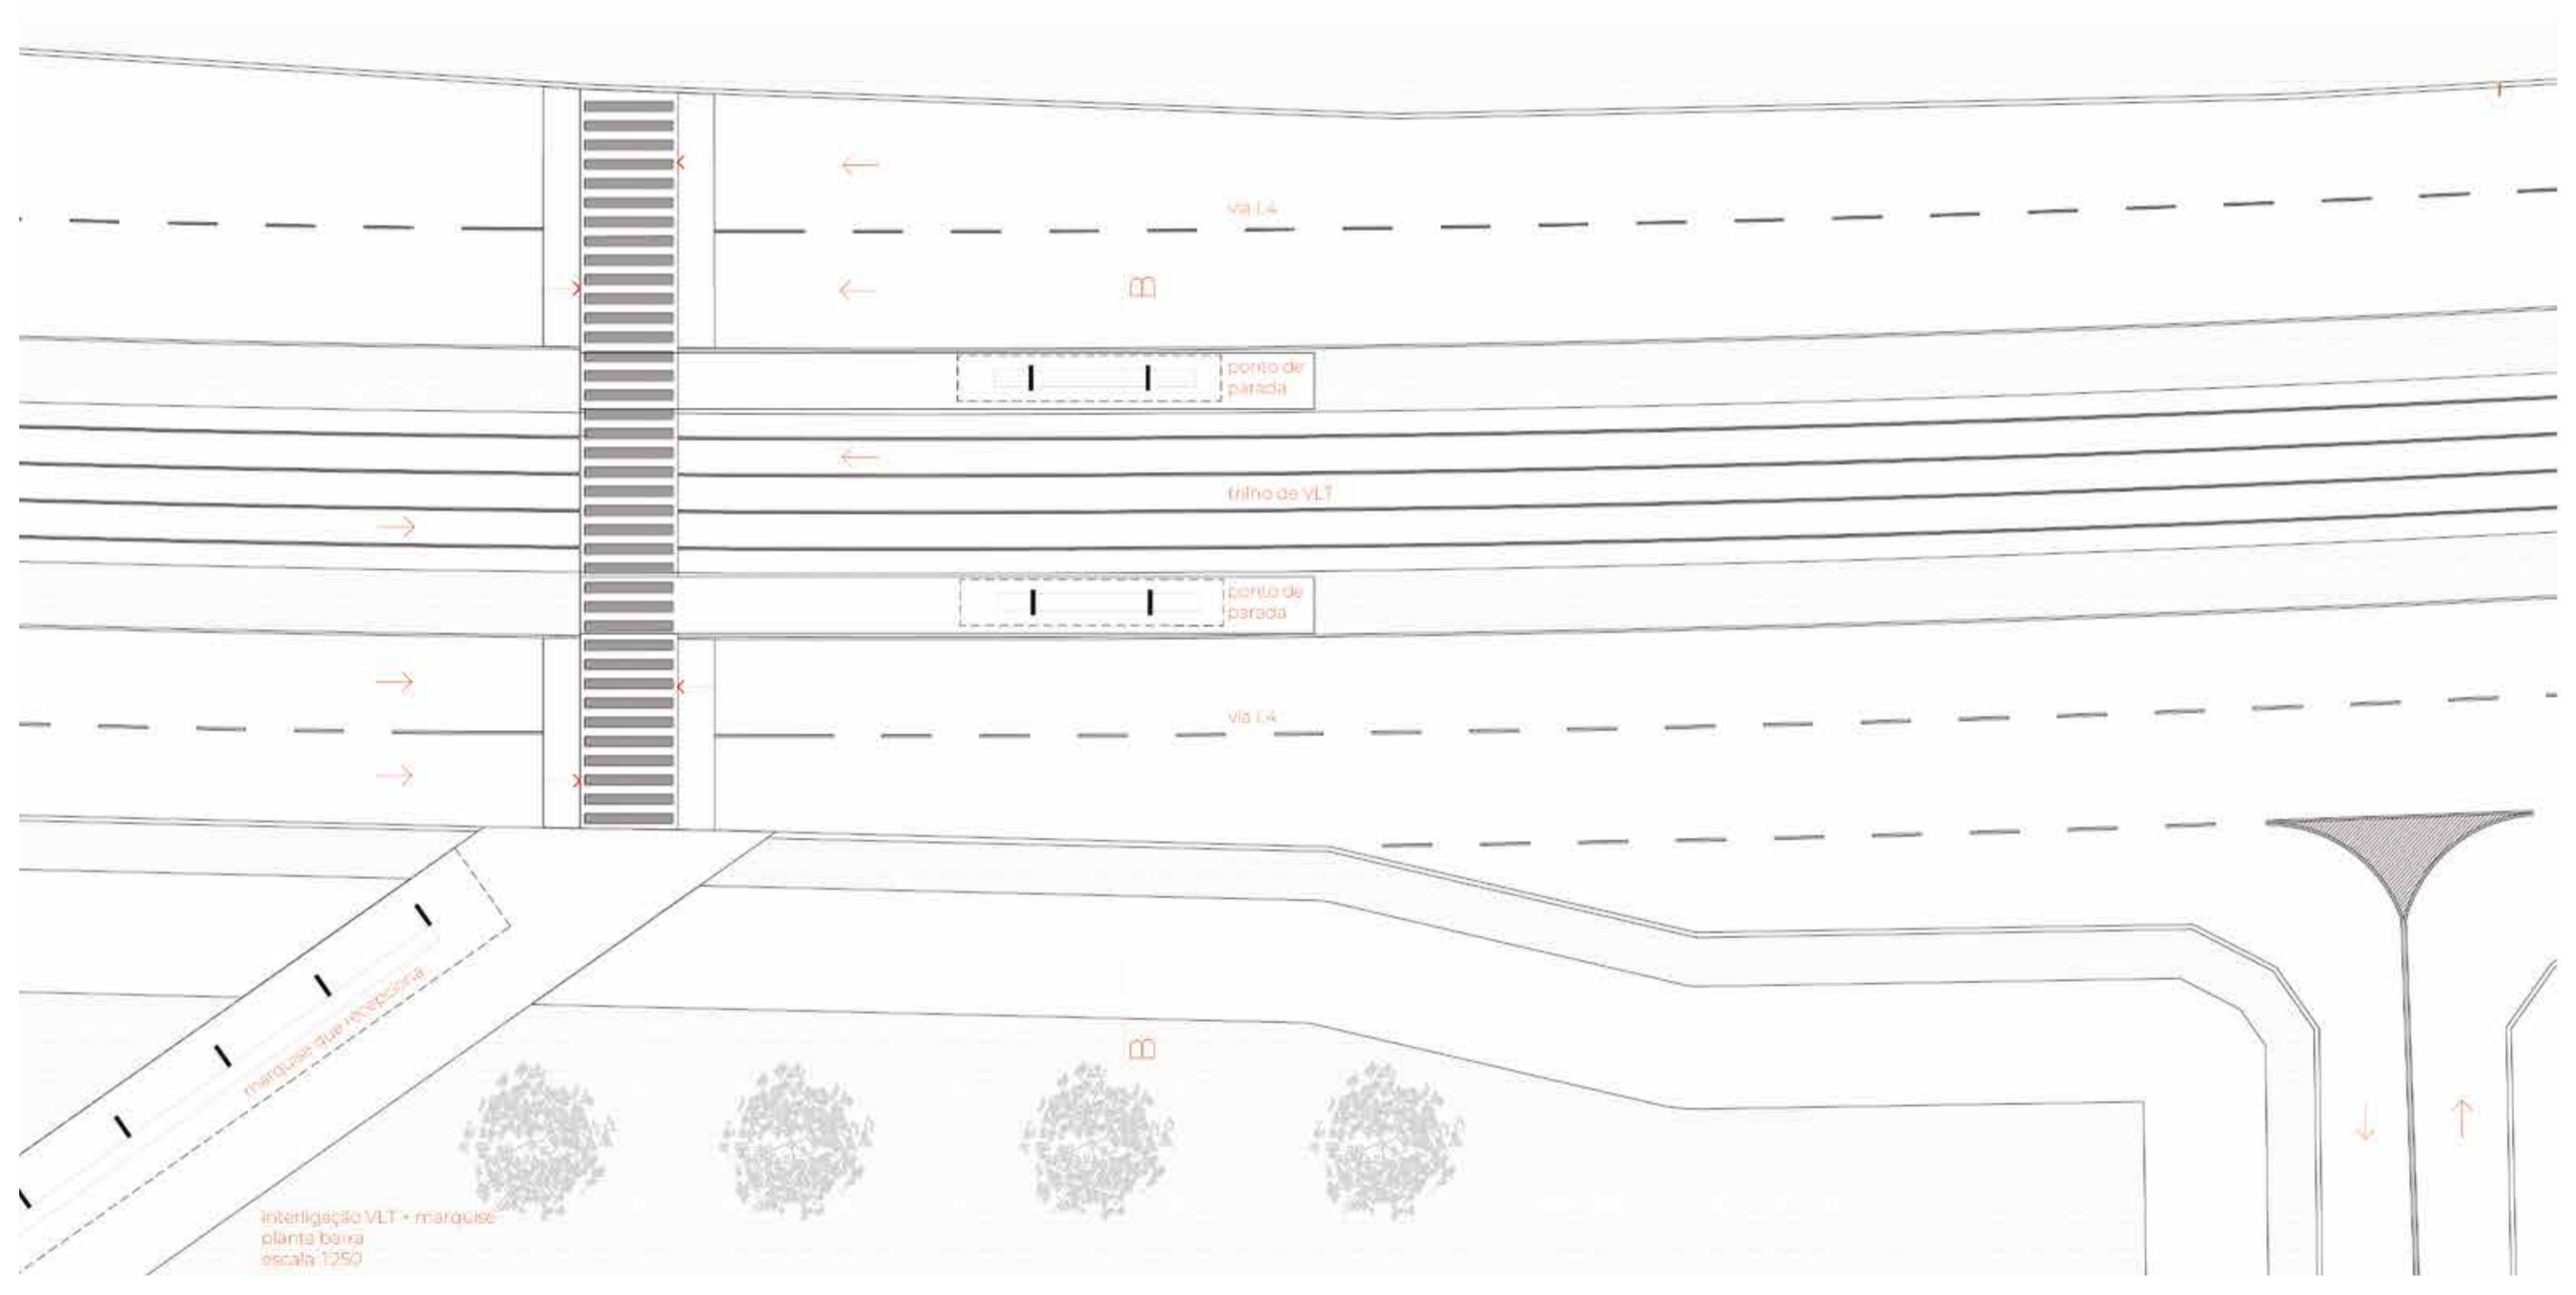 via L4
B
ponto de
parada
trilho de VLT
ponto de
parada
via L4
marquise que recepciona
B
interligação VLT + marquise
planta baixa
escala 1:250